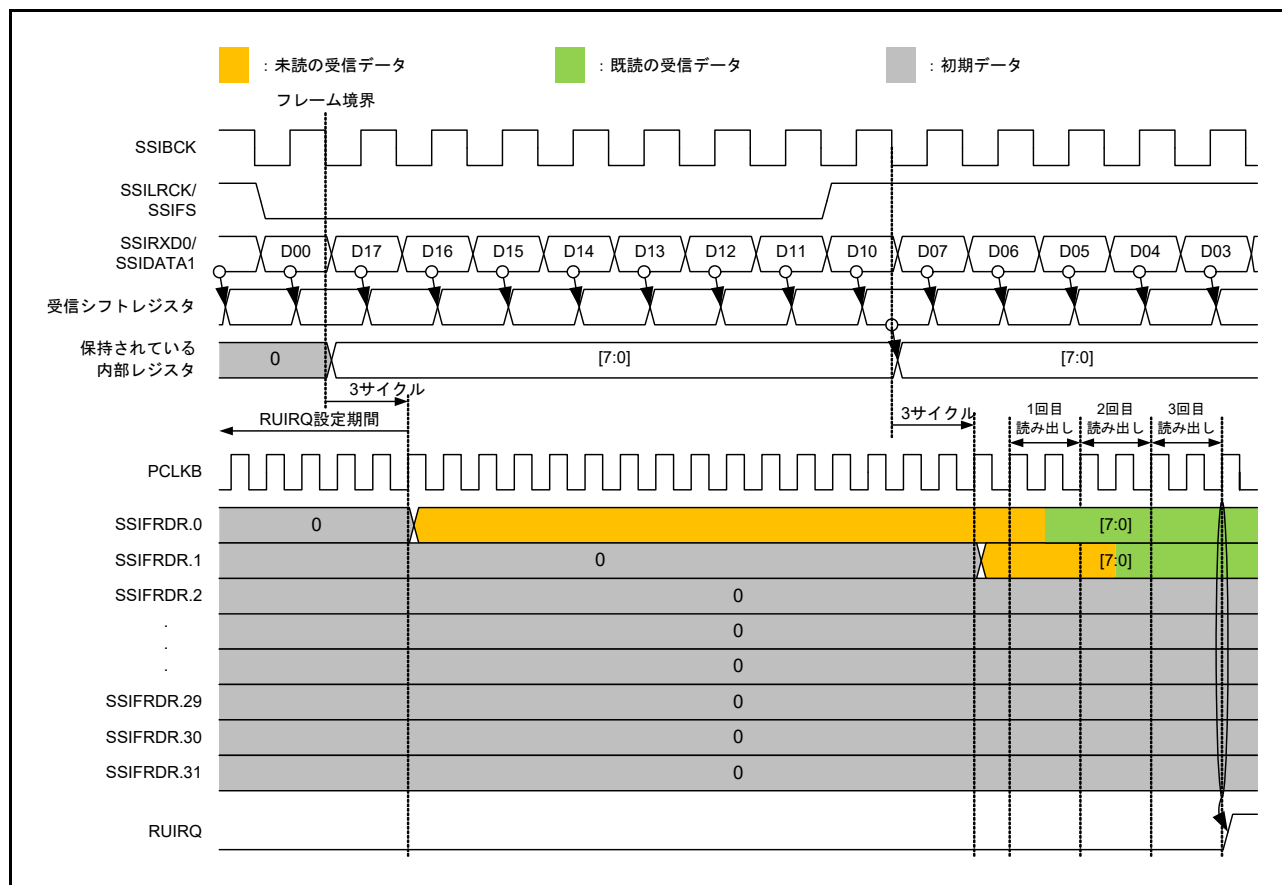 ：未読の受信データ
：既読の受信データ
：初期データ
フレーム境界
SSIBCK
SSILRCK/
SSIFS
SSIRXD0/
SSIDATA1
D00 D17 D16 D15 D14 D13 D12 D11 D10 D07 D06 D05 D04 D03
受信シフトレジスタ
保持されている
内部レジスタ
0 [7:0] [7:0]
3サイクル
RUIRQ設定期間
3サイクル
1回目
読み出し
2回目
読み出し
3回目
読み出し
PCLKB
SSIFRDR.0 0 [7:0]
SSIFRDR.1 0 [7:0]
SSIFRDR.2 0
. 0
.
. 0
SSIFRDR.29 0
SSIFRDR.30 0
SSIFRDR.31 0
RUIRQ